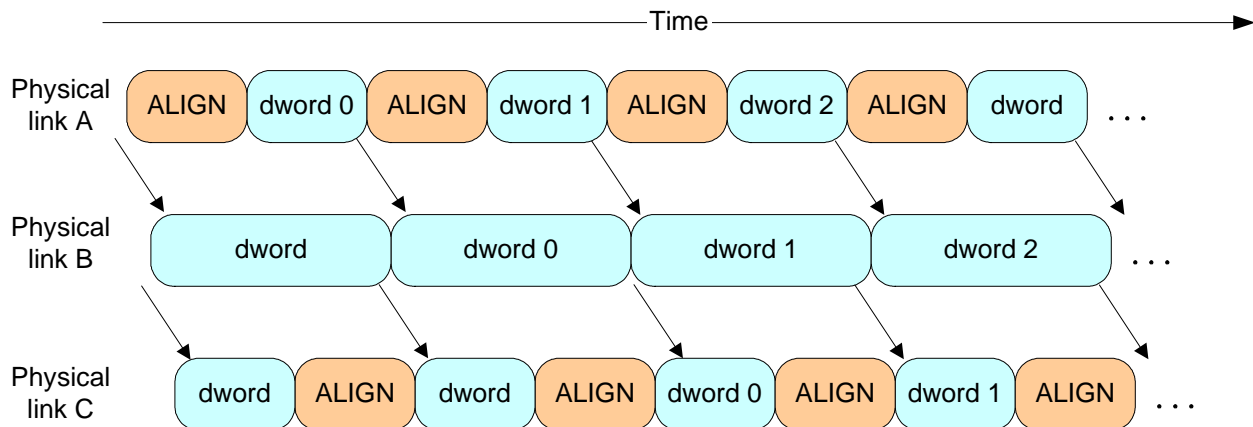 Time
Physical
link A
ALIGN dword 0 ALIGN dword 1 ALIGN dword 2 ALIGN dword . . .
Physical
link B
dword dword 0 dword 1 dword 2 . . .
Physical
link C
dword ALIGN dword ALIGN dword 0 ALIGN dword 1 ALIGN . . .